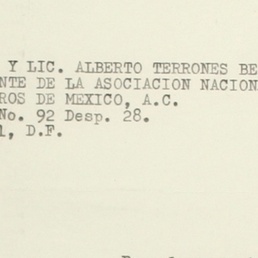 Y LIC. ALBERTO TERRONES BE
NTE DE LA ASOCIACION NACION
ROS DE MEXICO, A.C.
No. 92 Desp. 28.
1, D.F.